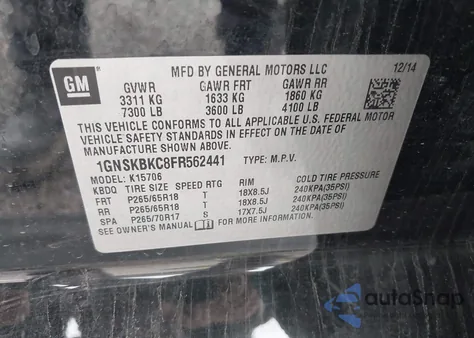 GM
MFD BY GENERAL MOTORS LLC
12/14
GVWR GAWR FRT GAWR RR
3311 KG 1633 KG 1860 KG
7300 LB 3600 LB 4100 LB
THIS VEHICLE CONFORMS TO ALL APPLICABLE U.S. FEDERAL MOTOR
VEHICLE SAFETY STANDARDS IN EFFECT ON THE DATE OF
MANUFACTURE SHOWN ABOVE.
1GNSKBKC8FR562441 TYPE: M.P.V.
MODEL: K15706
KBDQ TIRE SIZE SPEED RTG RIM COLD TIRE PRESSURE
FRT P265/65R18 T 18X8.5J 240KPA(35PSI)
RR P265/65R18 T 18X8.5J 240KPA(35PSI)
SPA P265/70R17 S 17X7.5J 240KPA(35PSI)
SEE OWNER'S MANUAL FOR MORE INFORMATION.
autoSnap